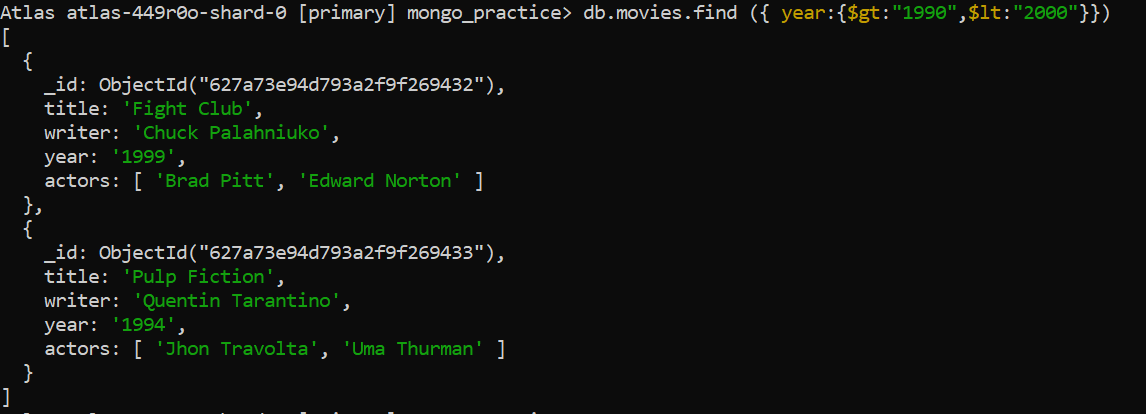 Atlas atlas-449r0o-shard-0 [primary] mongo_practice> db.movies.find ({ year:{$gt:"1990",$lt:"2000"}})
[
  {
    _id: ObjectId("627a73e94d793a2f9f269432"),
    title: 'Fight Club',
    writer: 'Chuck Palahniuko',
    year: '1999',
    actors: [ 'Brad Pitt', 'Edward Norton' ]
  },
  {
    _id: ObjectId("627a73e94d793a2f9f269433"),
    title: 'Pulp Fiction',
    writer: 'Quentin Tarantino',
    year: '1994',
    actors: [ 'Jhon Travolta', 'Uma Thurman' ]
  }
]